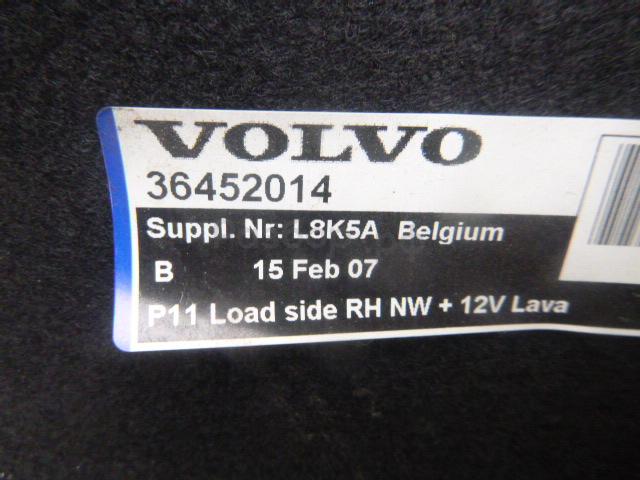 VOLVO
36452014
Suppl. Nr: L8K5A Belgium
B 15 Feb 07
P11 Load side RH NW + 12V Lava